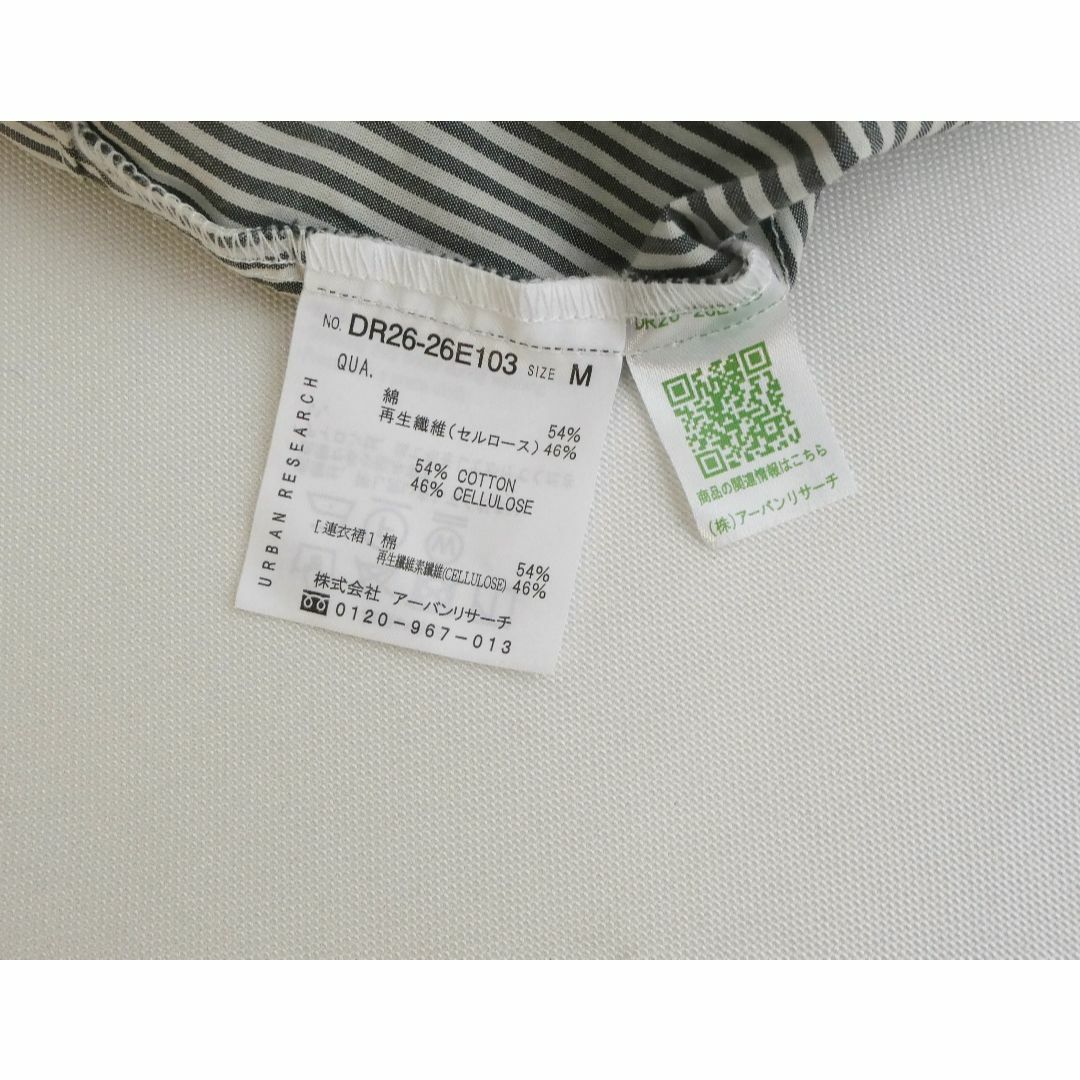 NO. DR26-26E103 SIZE M
QUA.
URBAN RESEARCH
綿 54%
再生繊維(セルロース) 46%
54% COTTON
46% CELLULOSE
[連衣裙] 棉 54%
再生纖維素纖維(CELLULOSE) 46%
株式会社 アーバンリサーチ
0120-967-013
商品の関連情報はこちら
(株)アーバンリサーチ